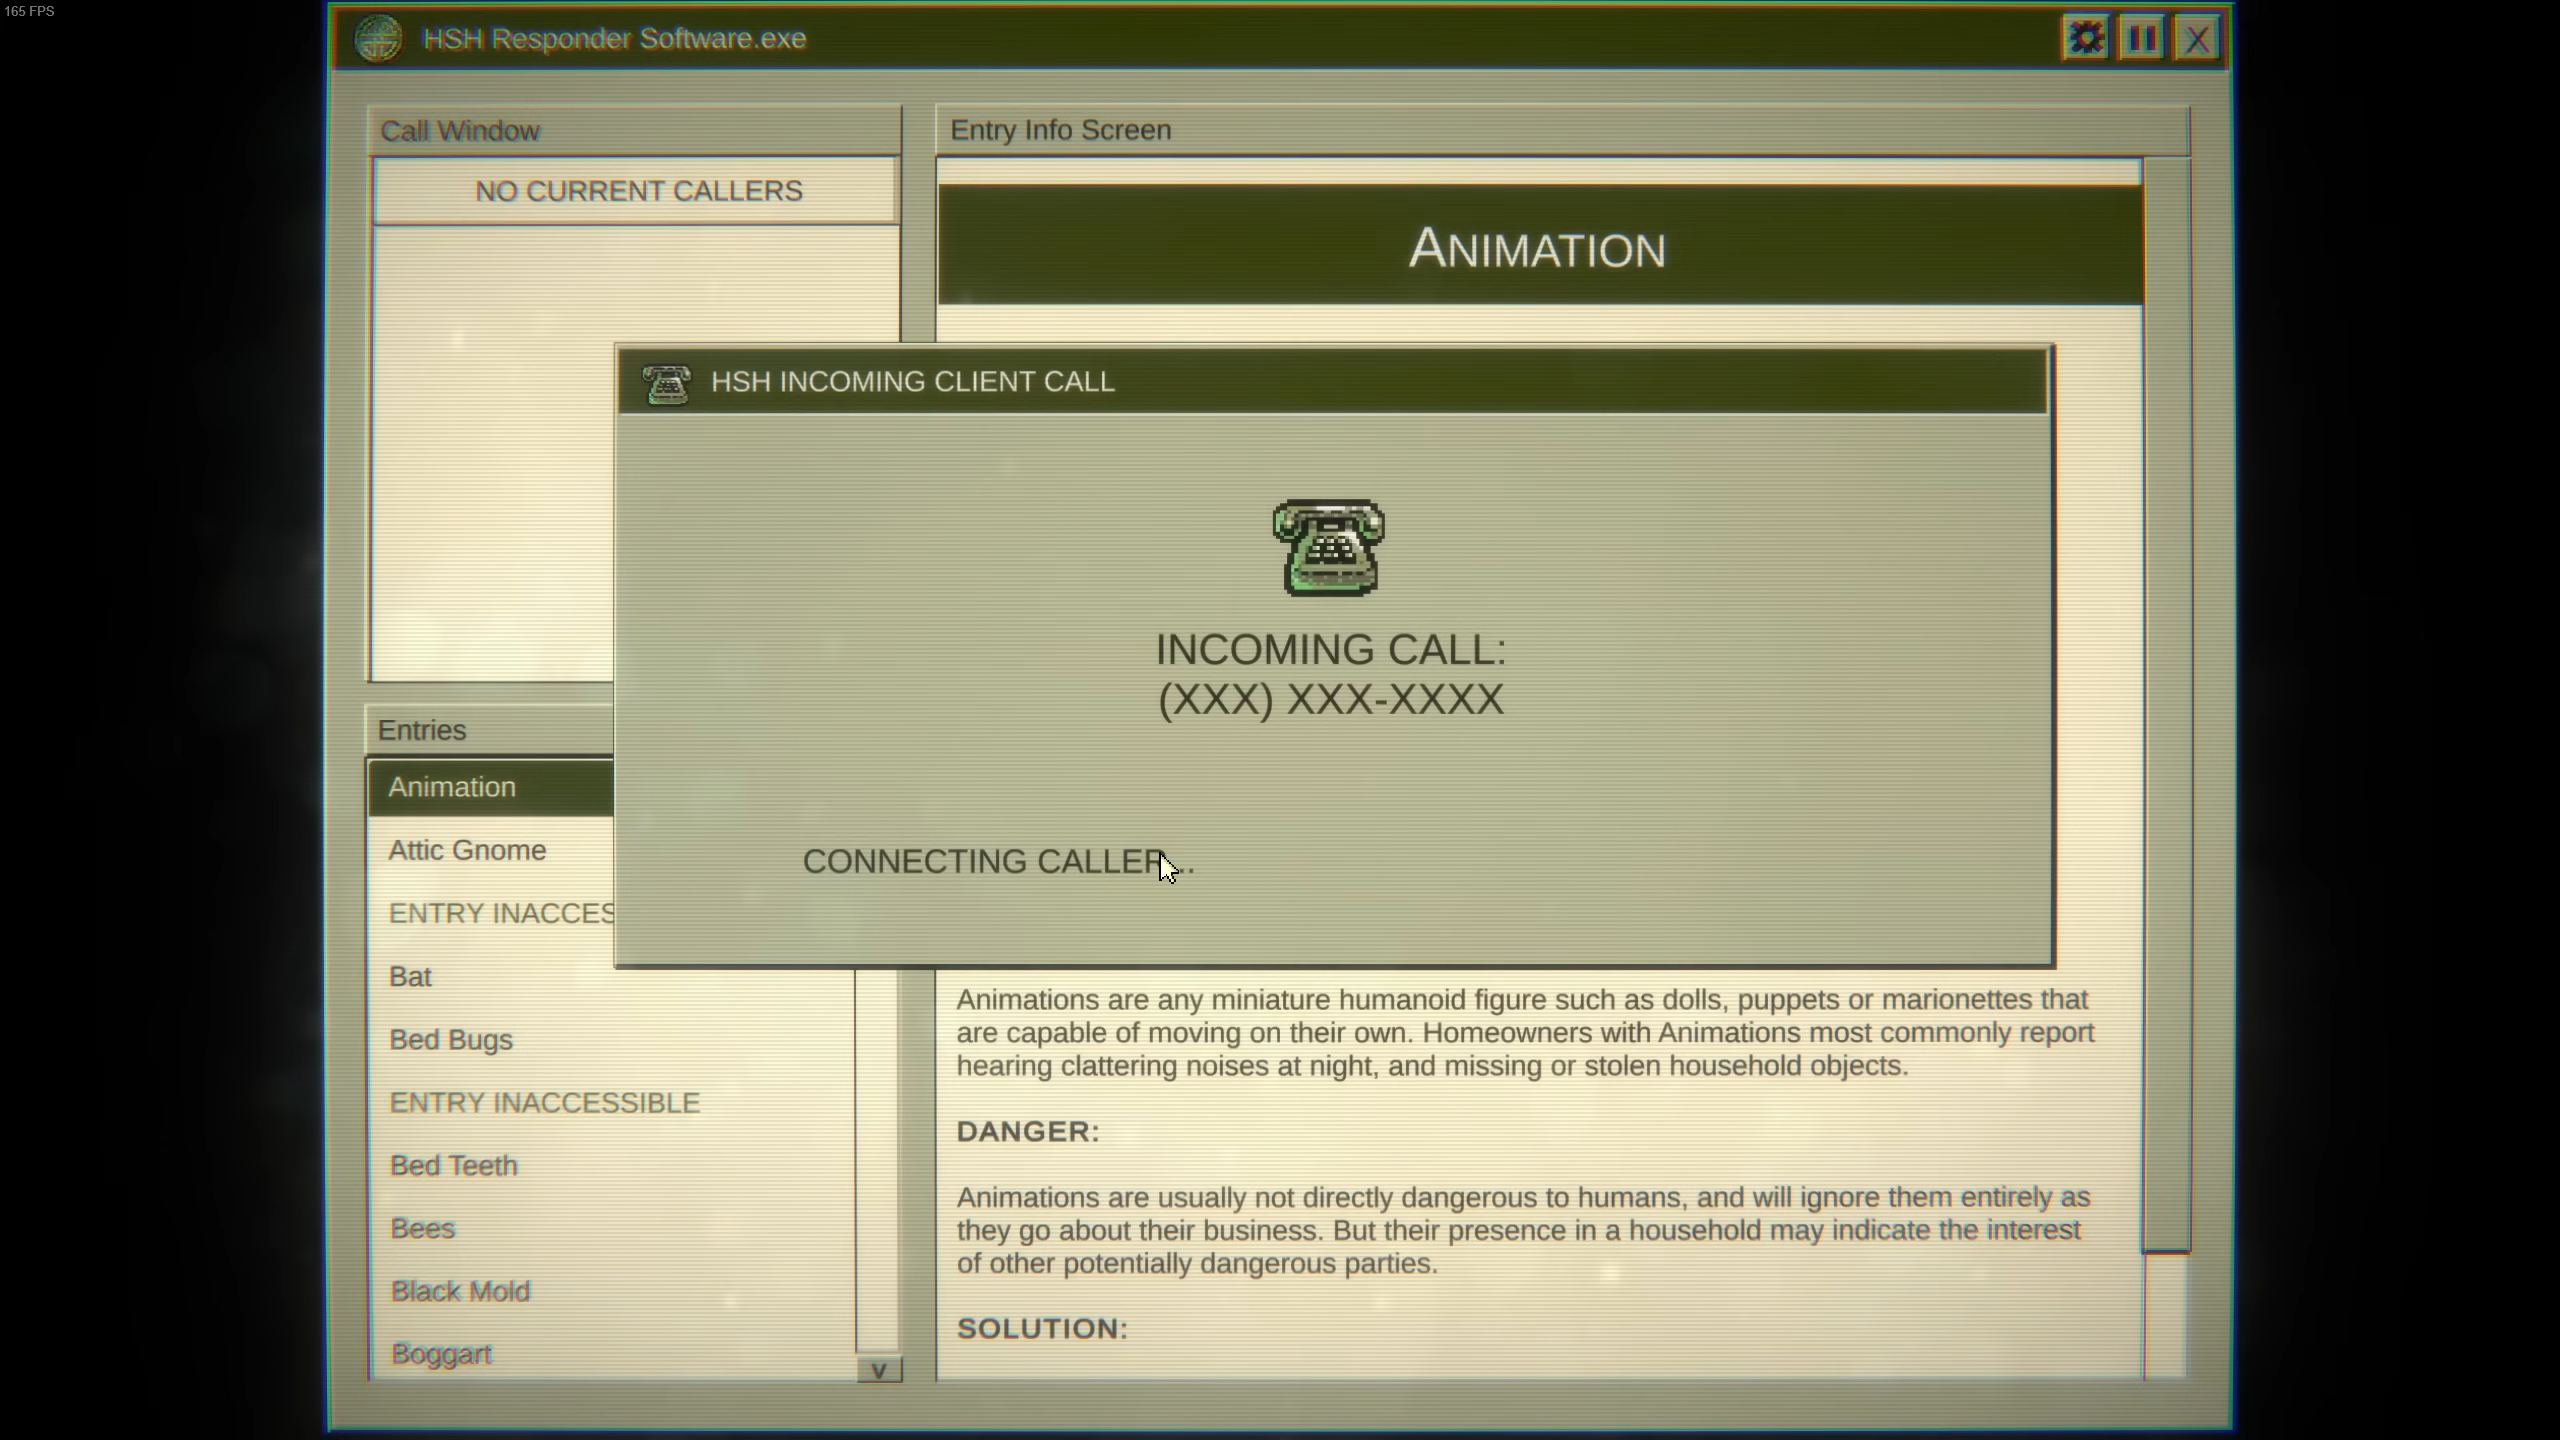 165 FPS
HSH Responder Software.exe
Call Window
NO CURRENT CALLERS
Entry Info Screen
ANIMATION
HSH INCOMING CLIENT CALL
INCOMING CALL:
(XXX) XXX-XXXX
CONNECTING CALLER...
Entries
Animation
Attic Gnome
ENTRY INACCES
Bat
Bed Bugs
ENTRY INACCESSIBLE
Bed Teeth
Bees
Black Mold
Boggart
V
Animations are any miniature humanoid figure such as dolls, puppets or marionettes that
are capable of moving on their own. Homeowners with Animations most commonly report
hearing clattering noises at night, and missing or stolen household objects.
DANGER:
Animations are usually not directly dangerous to humans, and will ignore them entirely as
they go about their business. But their presence in a household may indicate the interest
of other potentially dangerous parties.
SOLUTION: